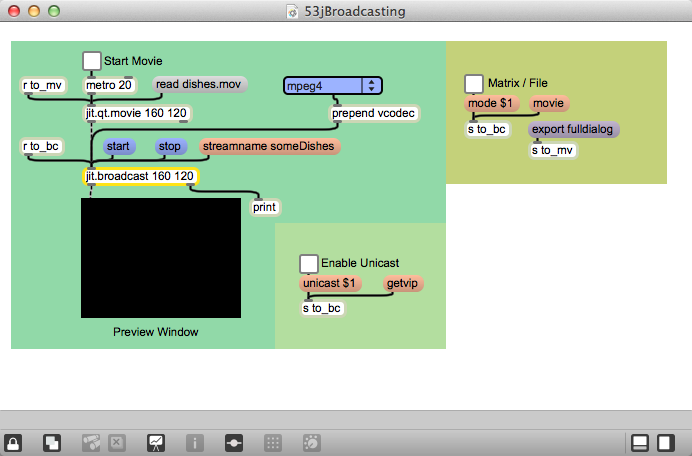 53jBroadcasting
Start Movie
r to_mv
metro 20
read dishes.mov
mpeg4
jit.qt.movie 160 120
prepend vcodec
r to_bc
start
stop
streamname someDishes
jit.broadcast 160 120
print
Preview Window
Enable Unicast
unicast $1
getvip
s to_bc
Matrix / File
mode $1
movie
s to_bc
export fulldialog
s to_mv